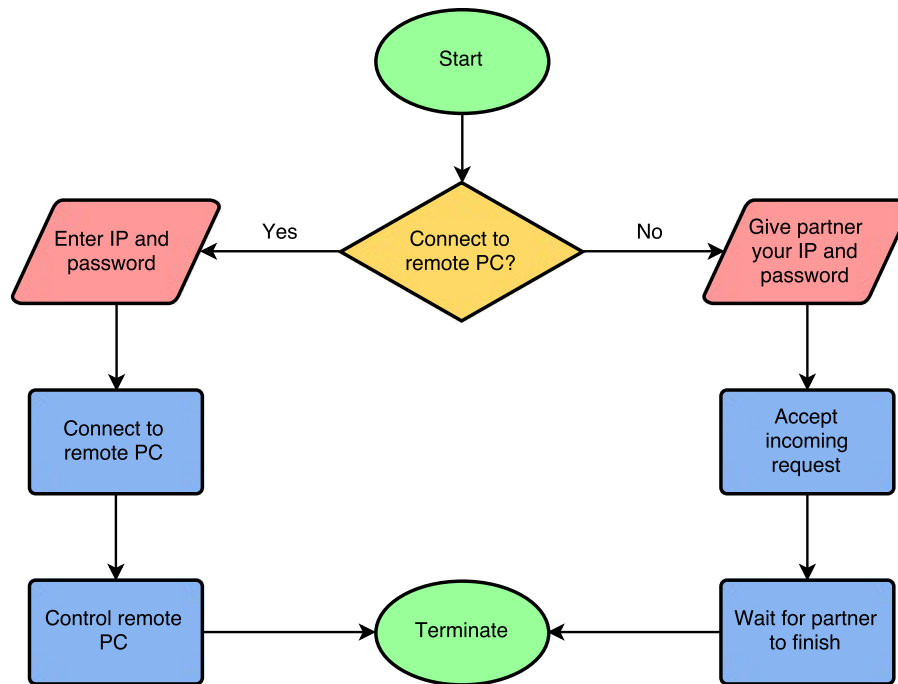 Start
Connect to
remote PC?
Yes
No
Enter IP and
password
Give partner
your IP and
password
Connect to
remote PC
Accept
incoming
request
Control remote
PC
Terminate
Wait for partner
to finish